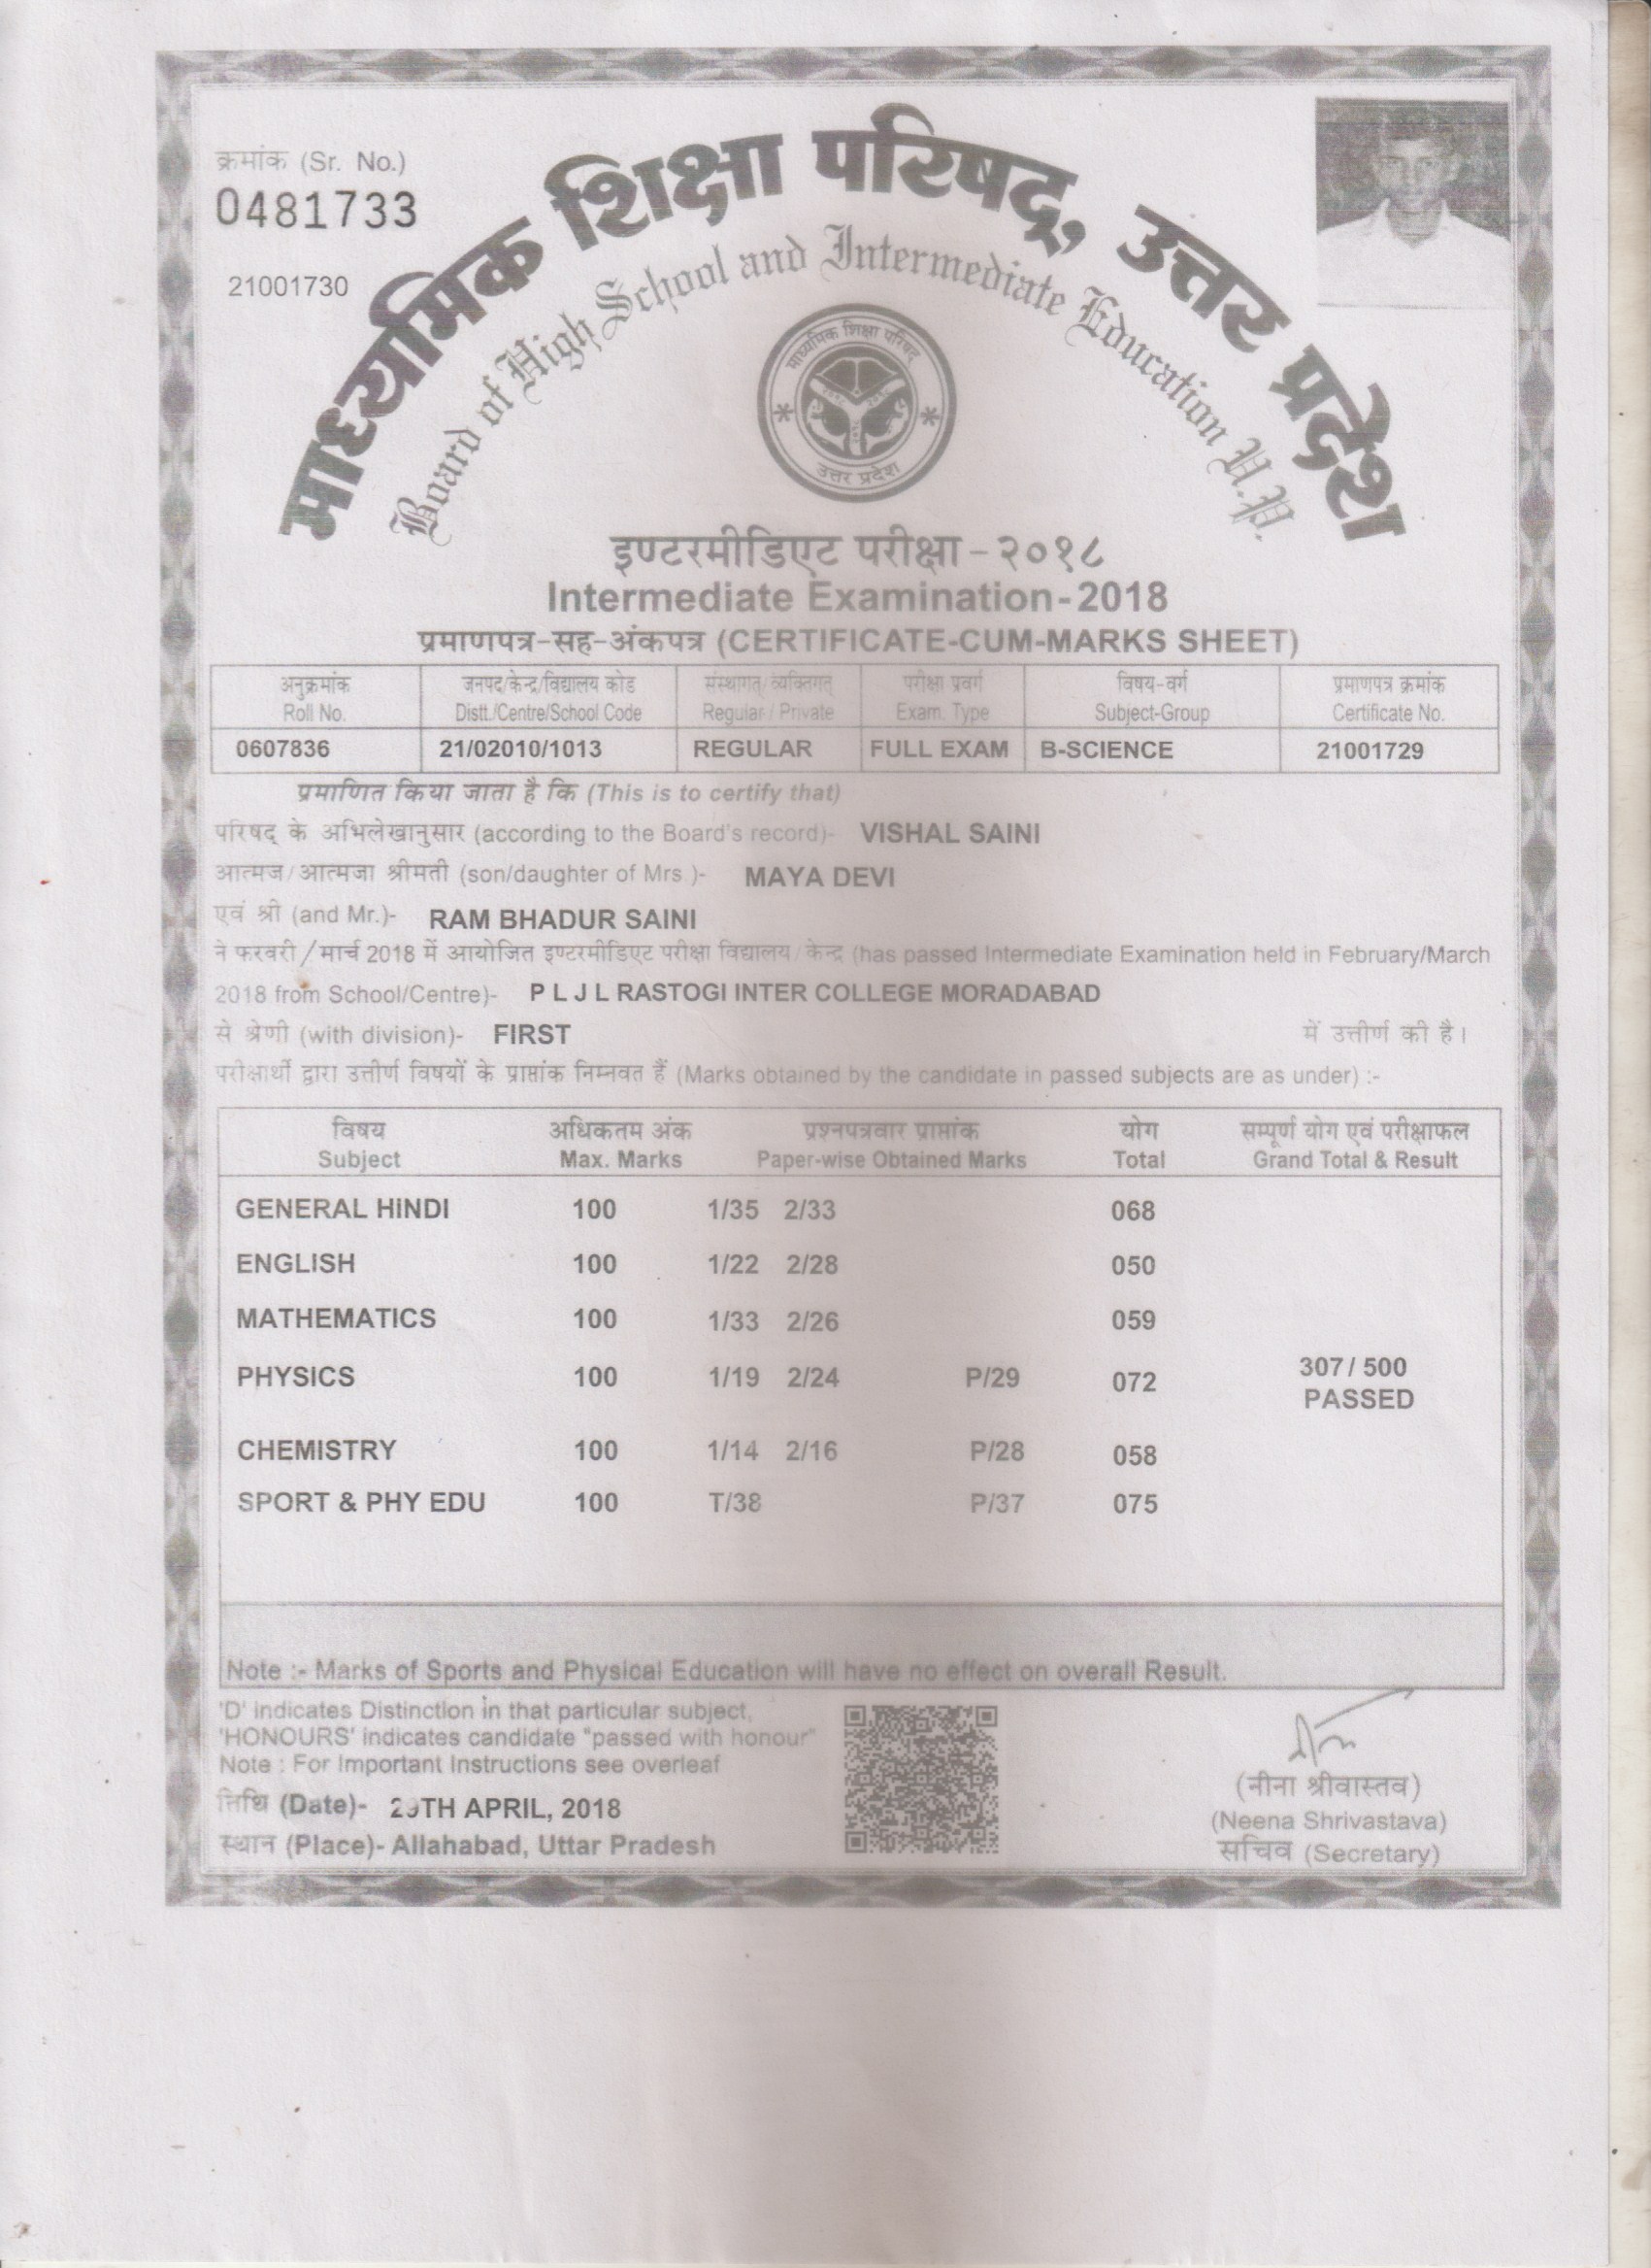 क्रमांक (Sr. No.)
0481733
21001730
माध्यमिक शिक्षा परिषद्, उत्तर प्रदेश
Board of High School and Intermediate Education U.P.
माध्यमिक शिक्षा परिषद्
उत्तर प्रदेश
इण्टरमीडिएट परीक्षा - २०१८
Intermediate Examination - 2018
प्रमाणपत्र-सह-अंकपत्र (CERTIFICATE-CUM-MARKS SHEET)
अनुक्रमांक जनपद/केन्द्र/विद्यालय कोड संस्थागत्/व्यक्तिगत् परीक्षा प्रवर्ग विषय-वर्ग प्रमाणपत्र क्रमांक
Roll No. Distt./Centre/School Code Regular / Private Exam. Type Subject-Group Certificate No.
0607836 21/02010/1013 REGULAR FULL EXAM B-SCIENCE 21001729
प्रमाणित किया जाता है कि (This is to certify that)
परिषद् के अभिलेखानुसार (according to the Board's record)- VISHAL SAINI
आत्मज/आत्मजा श्रीमती (son/daughter of Mrs )- MAYA DEVI
एवं श्री (and Mr.)- RAM BHADUR SAINI
ने फरवरी/मार्च 2018 में आयोजित इण्टरमीडिएट परीक्षा विद्यालय/केन्द्र (has passed Intermediate Examination held in February/March
2018 from School/Centre)- P L J L RASTOGI INTER COLLEGE MORADABAD
से श्रेणी (with division)- FIRST में उत्तीर्ण की है।
परीक्षार्थी द्वारा उत्तीर्ण विषयों के प्राप्तांक निम्नवत हैं (Marks obtained by the candidate in passed subjects are as under) :-
विषय अधिकतम अंक प्रश्नपत्रवार प्राप्तांक योग सम्पूर्ण योग एवं परीक्षाफल
Subject Max. Marks Paper-wise Obtained Marks Total Grand Total & Result
GENERAL HINDI 100 1/35 2/33 068
ENGLISH 100 1/22 2/28 050
MATHEMATICS 100 1/33 2/26 059
PHYSICS 100 1/19 2/24 P/29 072 307/ 500
PASSED
CHEMISTRY 100 1/14 2/16 P/28 058
SPORT & PHY EDU 100 T/38 P/37 075
Note :- Marks of Sports and Physical Education will have no effect on overall Result.
'D' Indicates Distinction in that particular subject,
'HONOURS' indicates candidate "passed with honour"
Note : For Important Instructions see overleaf
तिथि (Date)- APRIL, 2018
स्थान (Place)- Allahabad, Uttar Pradesh
(नीना श्रीवास्तव)
(Neena Shrivastava)
सचिव (Secretary)